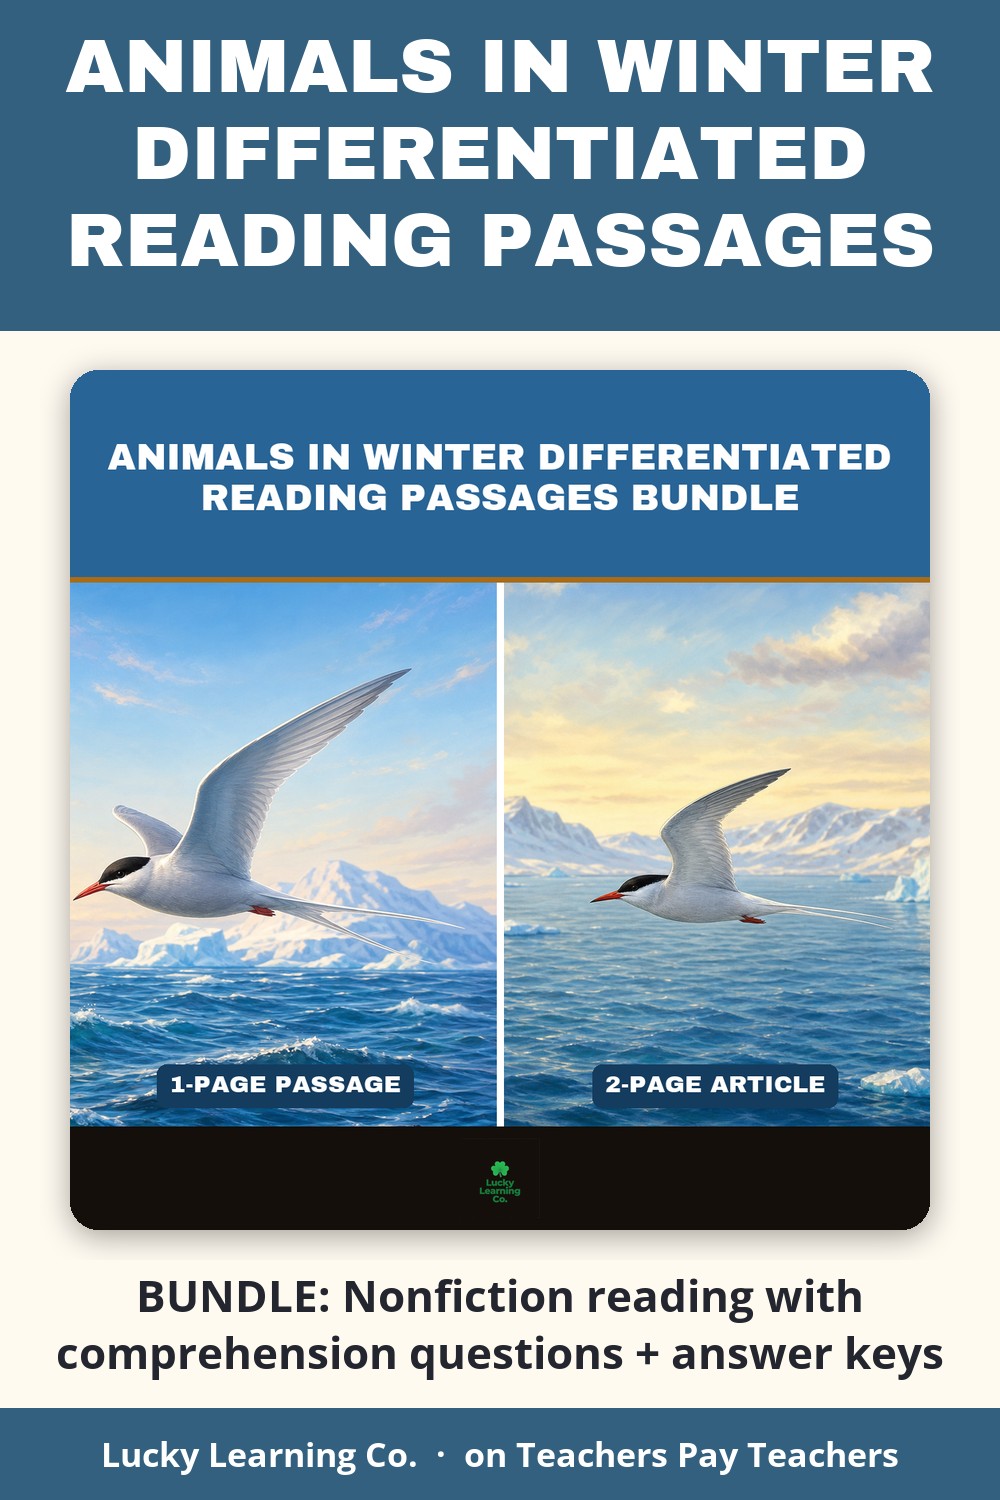 ANIMALS IN WINTER
DIFFERENTIATED
READING PASSAGES
ANIMALS IN WINTER DIFFERENTIATED
READING PASSAGES BUNDLE
1-PAGE PASSAGE
2-PAGE ARTICLE
Lucky
Learning
Co.
BUNDLE: Nonfiction reading with
comprehension questions + answer keys
Lucky Learning Co. · on Teachers Pay Teachers